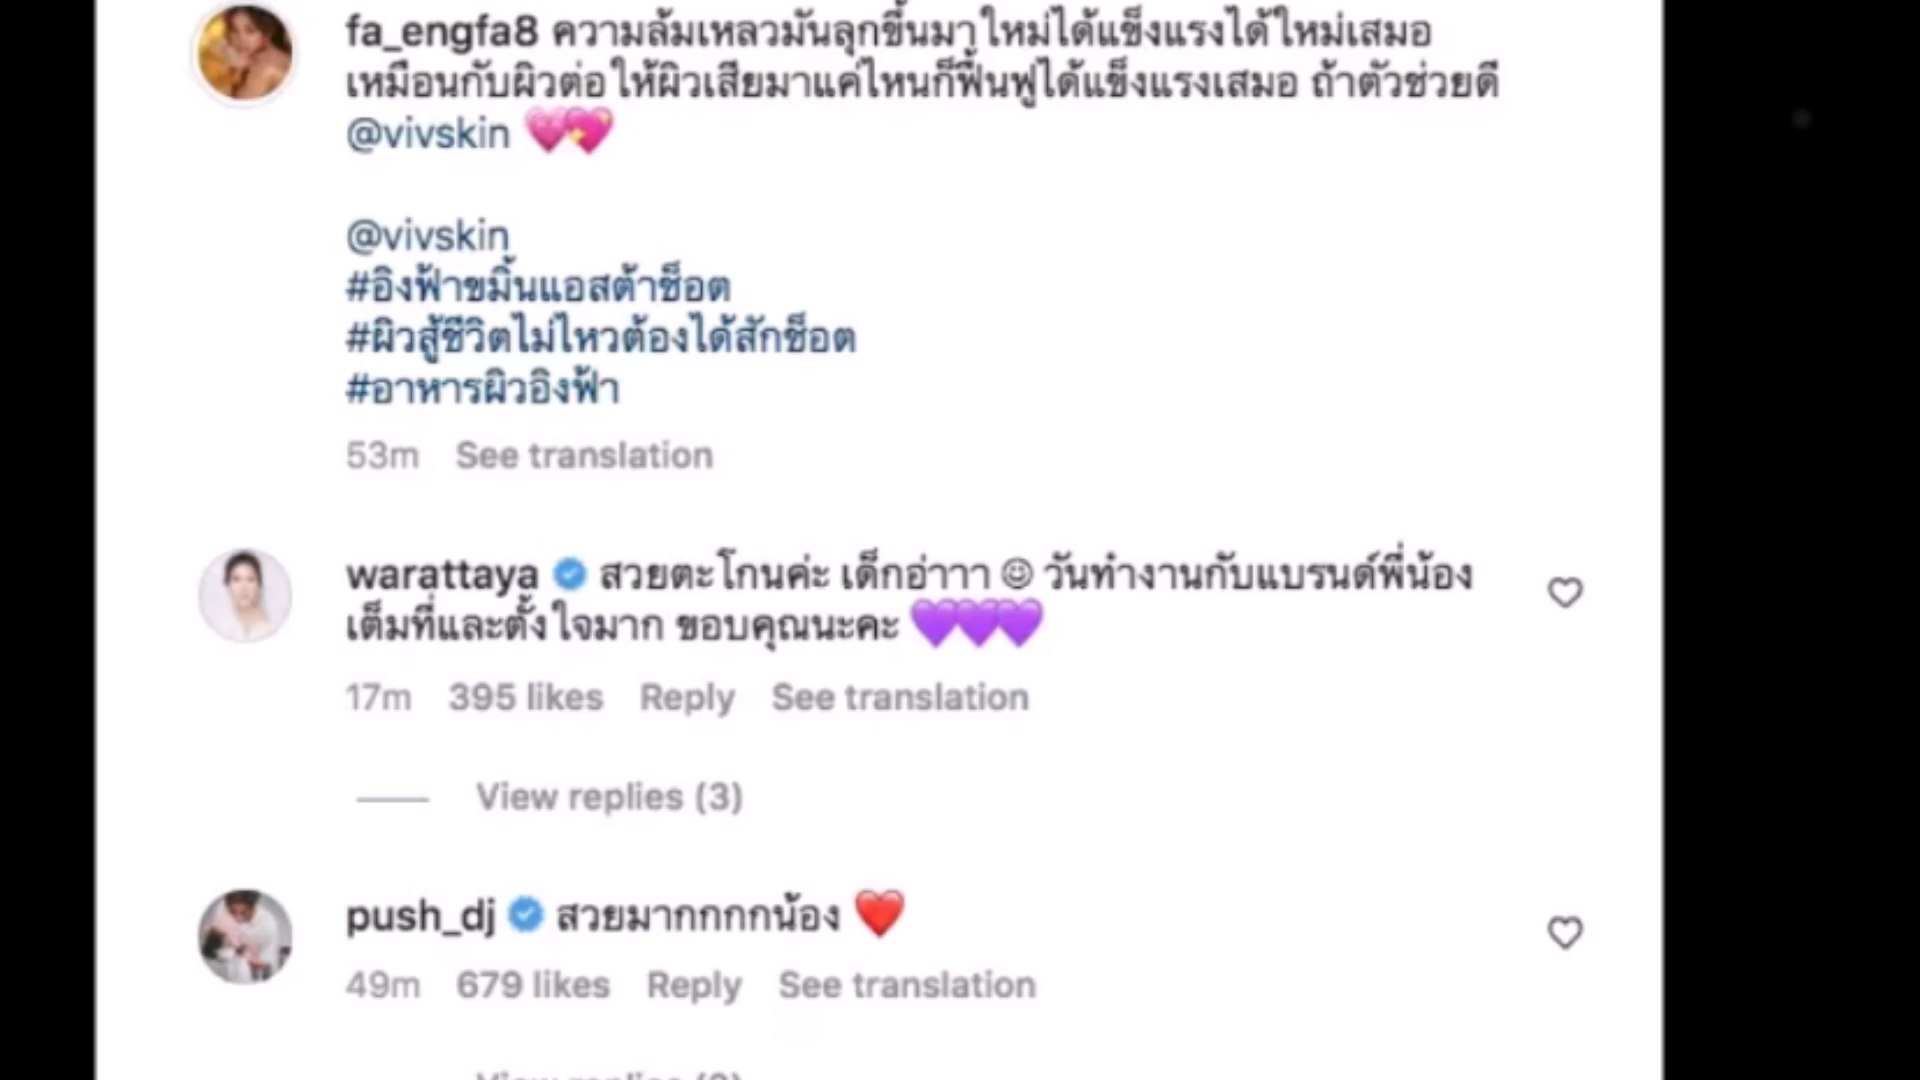 fa_engfa8 ความล้มเหลวมันลุกขึ้นมาใหม่ได้แข็งแรงได้ใหม่เสมอ
เหมือนกับผิวต่อให้ผิวเสียมาแค่ไหนก็ฟื้นฟูได้แข็งแรงเสมอ ถ้าตัวช่วยดี
@vivskin 💗💖
@vivskin
#อิงฟ้าขมิ้นแอสต้าช็อต
#ผิวสู้ชีวิตไม่ไหวต้องได้สักช็อต
#อาหารผิวอิงฟ้า
53m See translation
warattaya สวยตะโกนค่ะ เด็กอ่าาา ☺ วันทำงานกับแบรนด์พี่น้อง
เต็มที่และตั้งใจมาก ขอบคุณนะคะ 💜💜💜
17m 395 likes Reply See translation
View replies (3)
push_dj สวยมากกกกน้อง ❤️
49m 679 likes Reply See translation
View replies